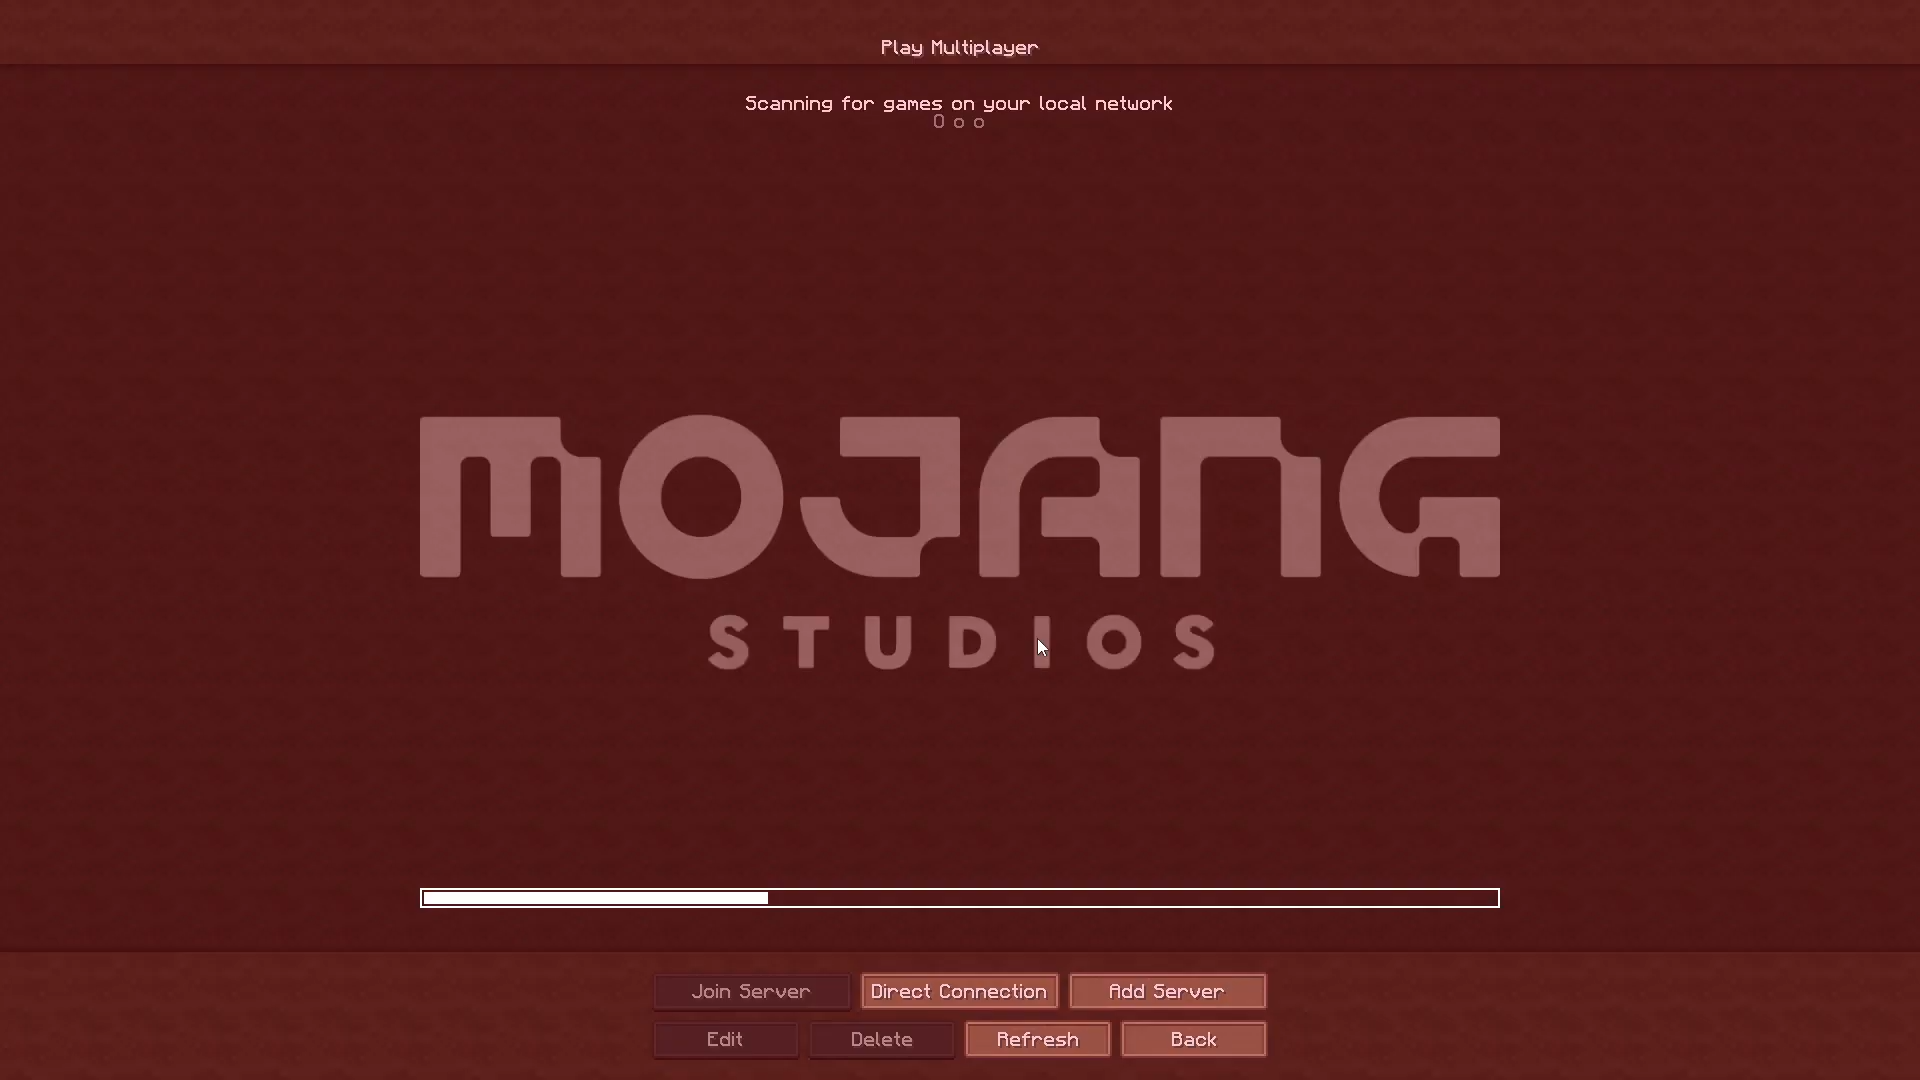 Play Multiplayer
Scanning for games on your local network
O o o
MOJANG
STUDIOS
Join Server
Direct Connection
Add Server
Edit
Delete
Refresh
Back